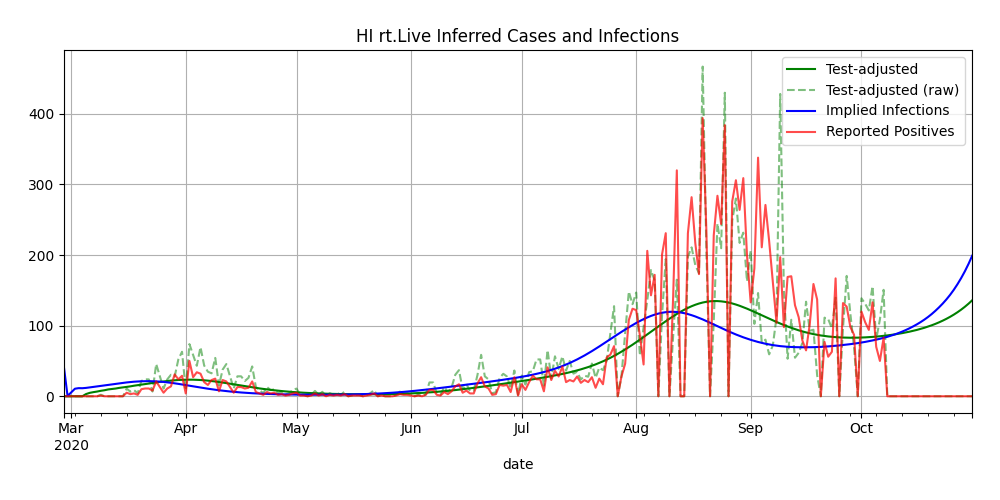 HI rt.Live Inferred Cases and Infections
Test-adjusted
Test-adjusted (raw)
Implied Infections
Reported Positives
400
300
200
100
0
Mar Apr May Jun Jul Aug Sep Oct
2020
date